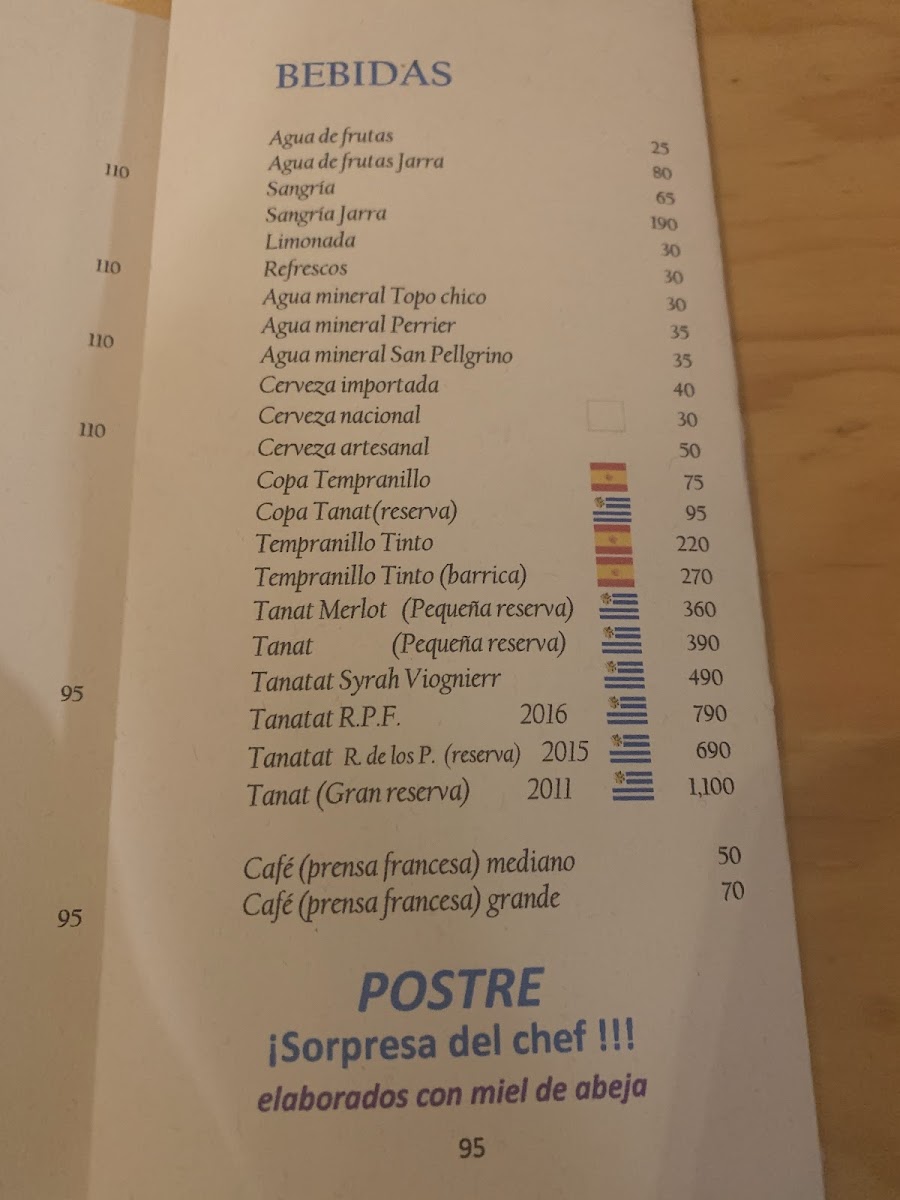 BEBIDAS
Agua de frutas 25
Agua de frutas Jarra 80
Sangría 65
Sangría Jarra 190
Limonada 30
Refrescos 30
Agua mineral Topo chico 30
Agua mineral Perrier 35
Agua mineral San Pellgrino 35
Cerveza importada 40
Cerveza nacional 30
Cerveza artesanal 50
Copa Tempranillo 75
Copa Tanat(reserva) 95
Tempranillo Tinto 220
Tempranillo Tinto (barrica) 270
Tanat Merlot (Pequeña reserva) 360
Tanat (Pequeña reserva) 390
Tanatat Syrah Viognierr 490
Tanatat R.P.F. 2016 790
Tanatat R. de los P. (reserva) 2015 690
Tanat (Gran reserva) 2011 1,100
Café (prensa francesa) mediano 50
Café (prensa francesa) grande 70
POSTRE
¡Sorpresa del chef !!!
elaborados con miel de abeja
95
110
110
110
110
95
95